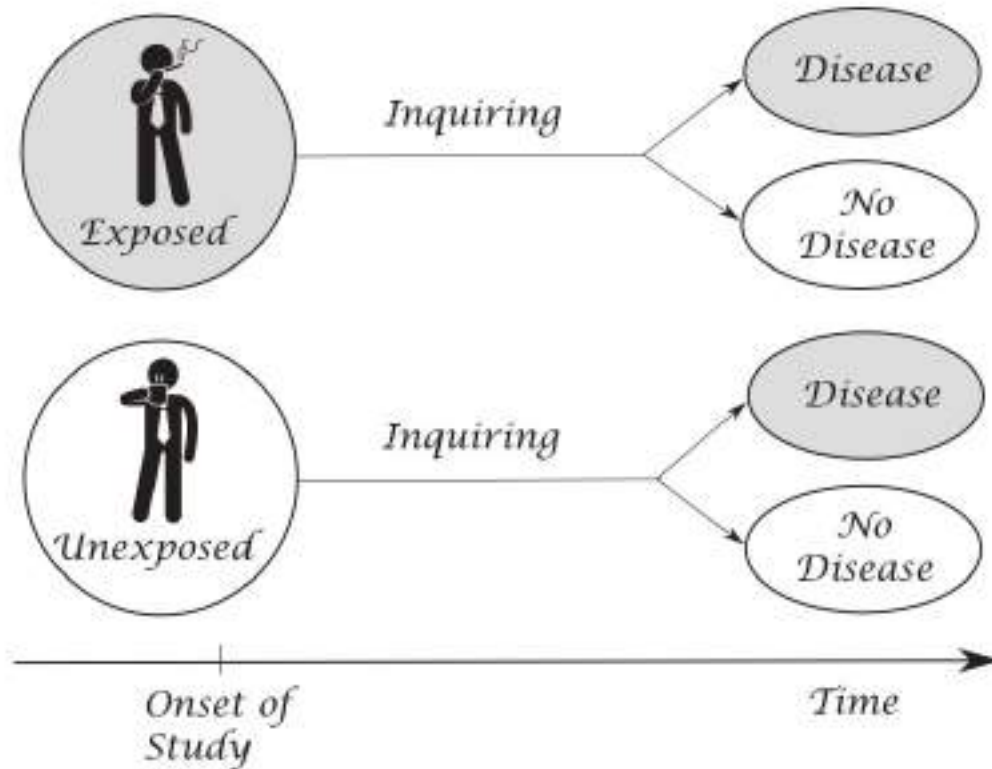 Exposed
Inquiring
Disease
No
Disease
Unexposed
Inquiring
Disease
No
Disease
Onset of
Study
Time